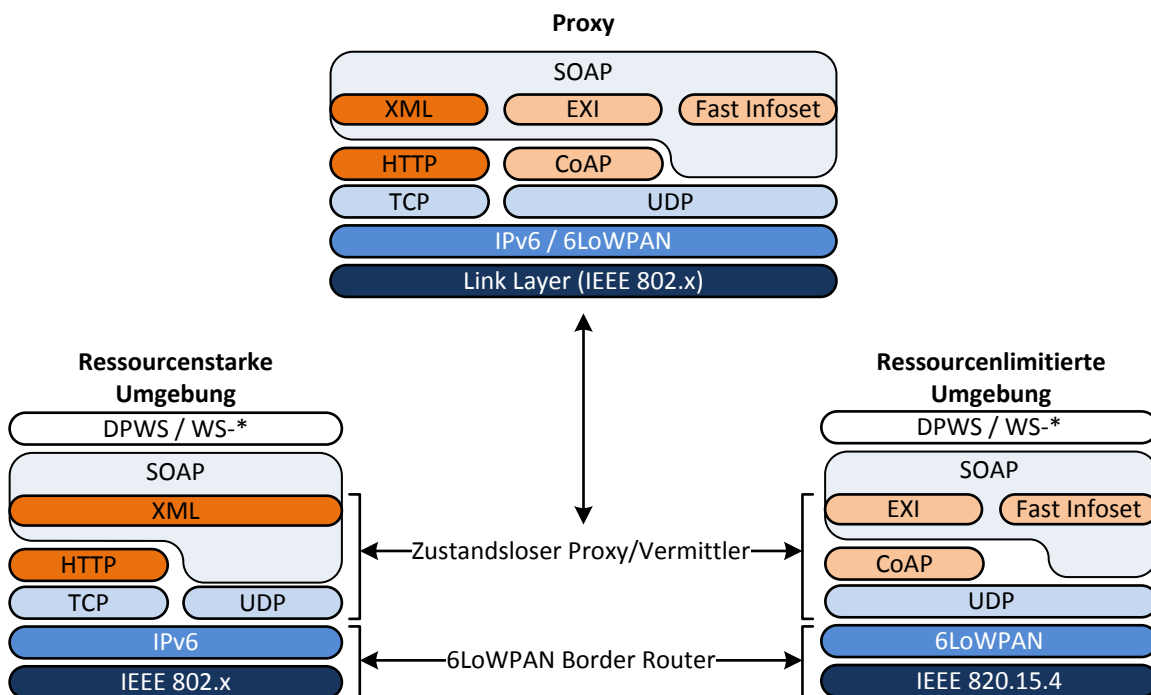 Proxy
SOAP
XML EXI Fast Infoset
HTTP CoAP
TCP UDP
IPv6 / 6LoWPAN
Link Layer (IEEE 802.x)
Ressourcenstarke
Umgebung
DPWS / WS-*
SOAP
XML
HTTP
TCP UDP
IPv6
IEEE 802.x
Zustandsloser Proxy/Vermittler
6LoWPAN Border Router
Ressourcenlimitierte
Umgebung
DPWS / WS-*
SOAP
EXI Fast Infoset
CoAP
UDP
6LoWPAN
IEEE 820.15.4